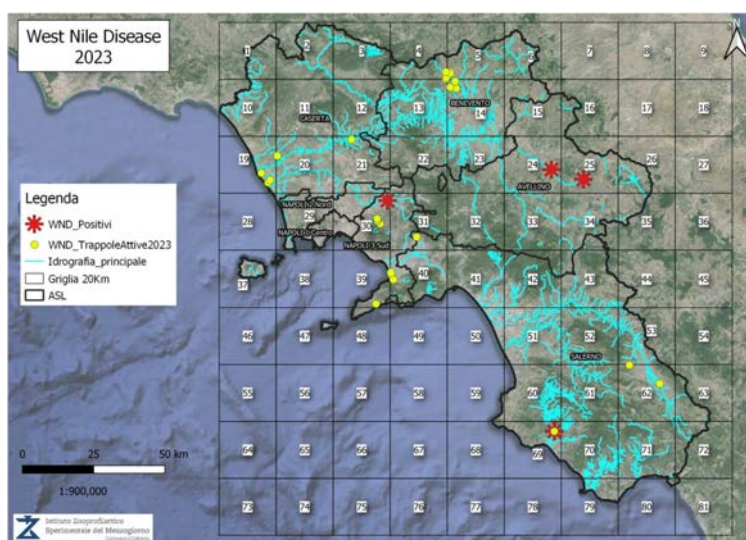 West Nile Disease
2023
1 2 3 4 5 6 7 8 9
10 11 12 13 14 15 16 17 18
CASERTA
BENEVENTO
19 20 21 22 23 24 25 26 27
AVELLINO
Legenda
WND_Positivi
WND_TrappoleAttive2023
Idrografia_principale
Griglia 20Km
ASL
NAPOLI 2 Nord
28 29 30 31 33 34 35 36
NAPOLI 1 Centro
NAPOLI 3 Sud
37 38 39 40 41 42 43 44 45
46 47 48 49 50 51 52 53 54
SALERNO
55 56 57 58 59 60 61 62 63
64 65 66 67 68 69 70 71 72
73 74 75 76 77 78 79 80 81
0 25 50 km
1:900,000
Istituto Zooprofilattico
Sperimentale del Mezzogiorno